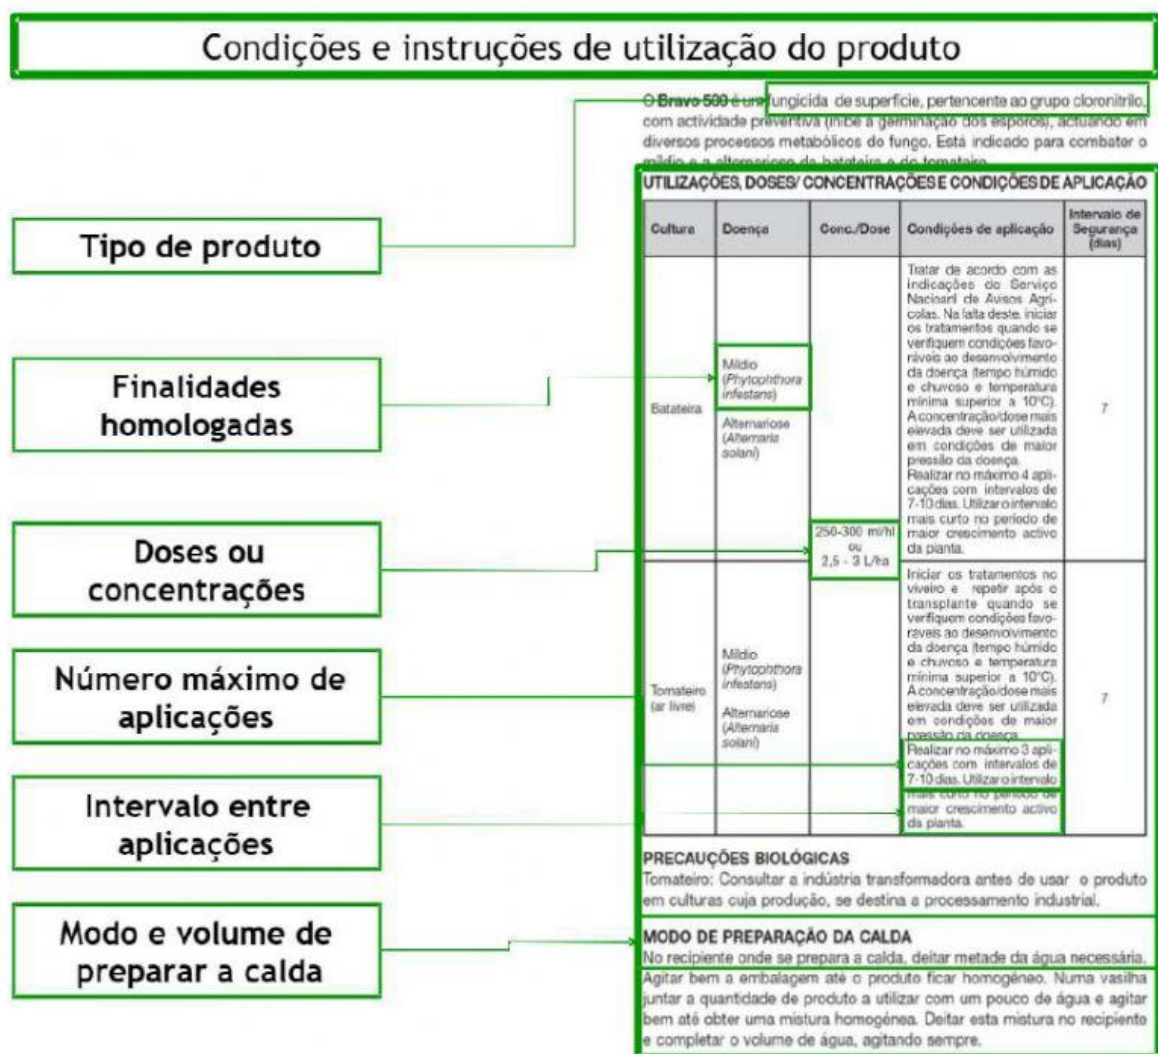 Condições e instruções de utilização do produto
O Bravo 500 é um fungicida de superfície, pertencente ao grupo cloronitrilo,
com actividade preventiva (inibe a germinação dos esporos), actuando em
diversos processos metabólicos do fungo. Está indicado para combater o
míldio e a alternariose da batateira e do tomateiro.
Tipo de produto
Finalidades
homologadas
Doses ou
concentrações
Número máximo de
aplicações
Intervalo entre
aplicações
Modo e volume de
preparar a calda
UTILIZAÇÕES, DOSES/ CONCENTRAÇÕES E CONDIÇÕES DE APLICAÇÃO
Cultura
Doença
Conc./Dose
Condições de aplicação
Intervalo de
Segurança
(dias)
Batateira
Míldio
(Phytophthora
infestans)
Alternariose
(Alternaria
solani)
250-300 ml/hl
ou
2,5 - 3 L/ha
Tratar de acordo com as
indicações do Serviço
Nacioanl de Avisos Agrí-
colas. Na falta deste, iniciar
os tratamentos quando se
verifiquem condições favo-
ráveis ao desenvolvimento
da doença (tempo húmido
e chuvoso e temperatura
mínima superior a 10ºC).
A concentração/dose mais
elevada deve ser utilizada
em condições de maior
pressão da doença.
Realizar no máximo 4 apli-
cações com intervalos de
7-10 dias. Utilizar o intervalo
mais curto no período de
maior crescimento activo
da planta.
7
Tomateiro
(ar livre)
Míldio
(Phytophthora
infestans)
Alternariose
(Alternaria
solani)
Iniciar os tratamentos no
viveiro e repetir após o
transplante quando se
verifiquem condições favo-
ráveis ao desenvolvimento
da doença (tempo húmido
e chuvoso e temperatura
mínima superior a 10ºC).
A concentração/dose mais
elevada deve ser utilizada
em condições de maior
pressão da doença
Realizar no máximo 3 apli-
cações com intervalos de
7-10 dias. Utilizar o intervalo
mais curto no período de
maior crescimento activo
da planta.
7
PRECAUÇÕES BIOLÓGICAS
Tomateiro: Consultar a indústria transformadora antes de usar o produto
em culturas cuja produção, se destina a processamento industrial.
MODO DE PREPARAÇÃO DA CALDA
No recipiente onde se prepara a calda, deitar metade da água necessária.
Agitar bem a embalagem até o produto ficar homogéneo. Numa vasilha
juntar a quantidade de produto a utilizar com um pouco de água e agitar
bem até obter uma mistura homogénea. Deitar esta mistura no recipiente
e completar o volume de água, agitando sempre.